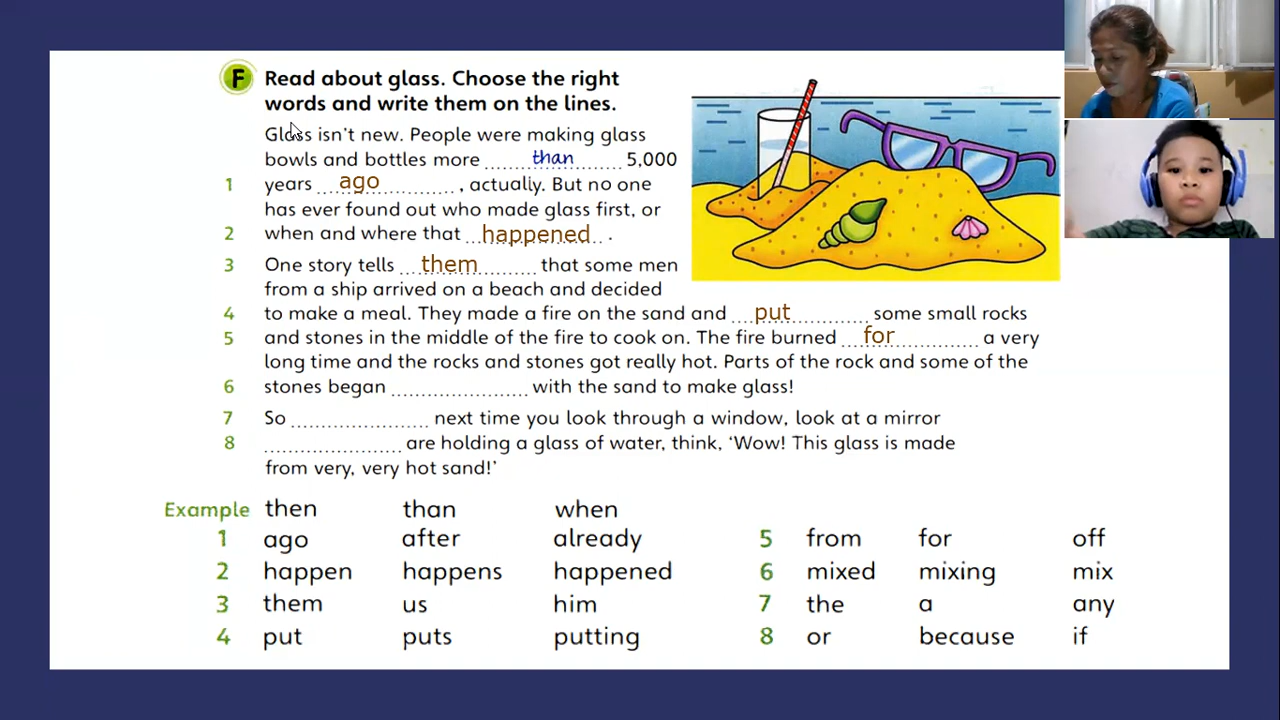 F Read about glass. Choose the right
words and write them on the lines.
Glass isn't new. People were making glass
bowls and bottles more than 5,000
1 years ago, actually. But no one
has ever found out who made glass first, or
2 when and where that happened.
3 One story tells them that some men
from a ship arrived on a beach and decided
4 to make a meal. They made a fire on the sand and put some small rocks
5 and stones in the middle of the fire to cook on. The fire burned for a very
long time and the rocks and stones got really hot. Parts of the rock and some of the
6 stones began ........................ with the sand to make glass!
7 So ........................ next time you look through a window, look at a mirror
8 ........................ are holding a glass of water, think, 'Wow! This glass is made
from very, very hot sand!'
Example then than when
1 ago after already
2 happen happens happened
3 them us him
4 put puts putting
5 from for off
6 mixed mixing mix
7 the a any
8 or because if